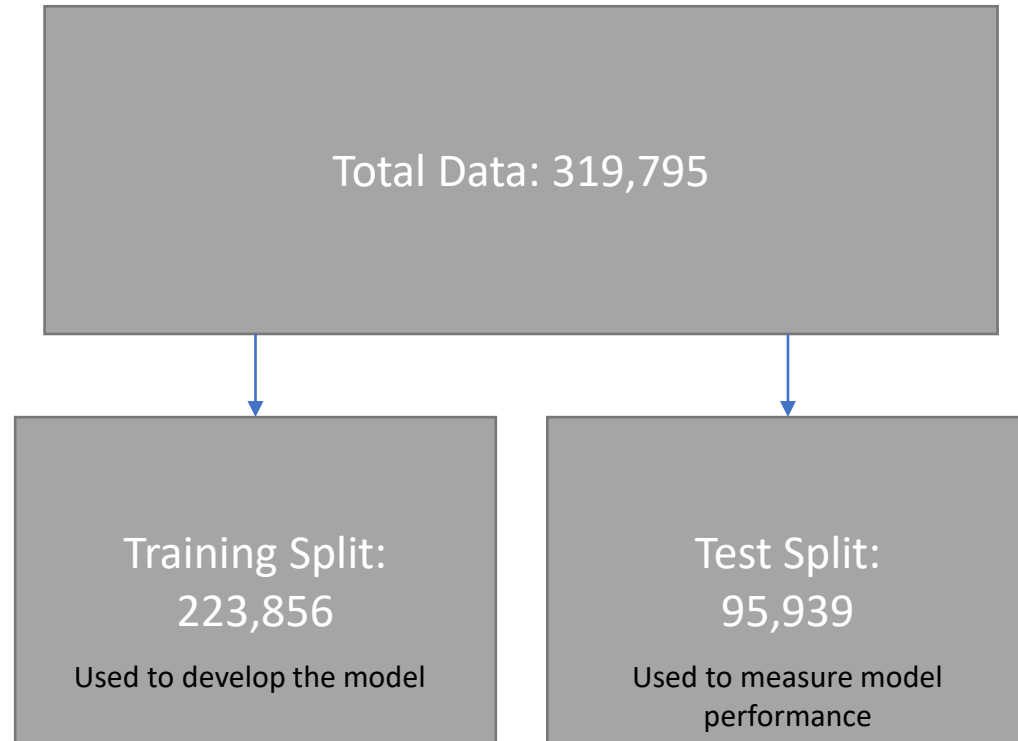 Total Data: 319,795
Training Split:
223,856
Used to develop the model
Test Split:
95,939
Used to measure model
performance